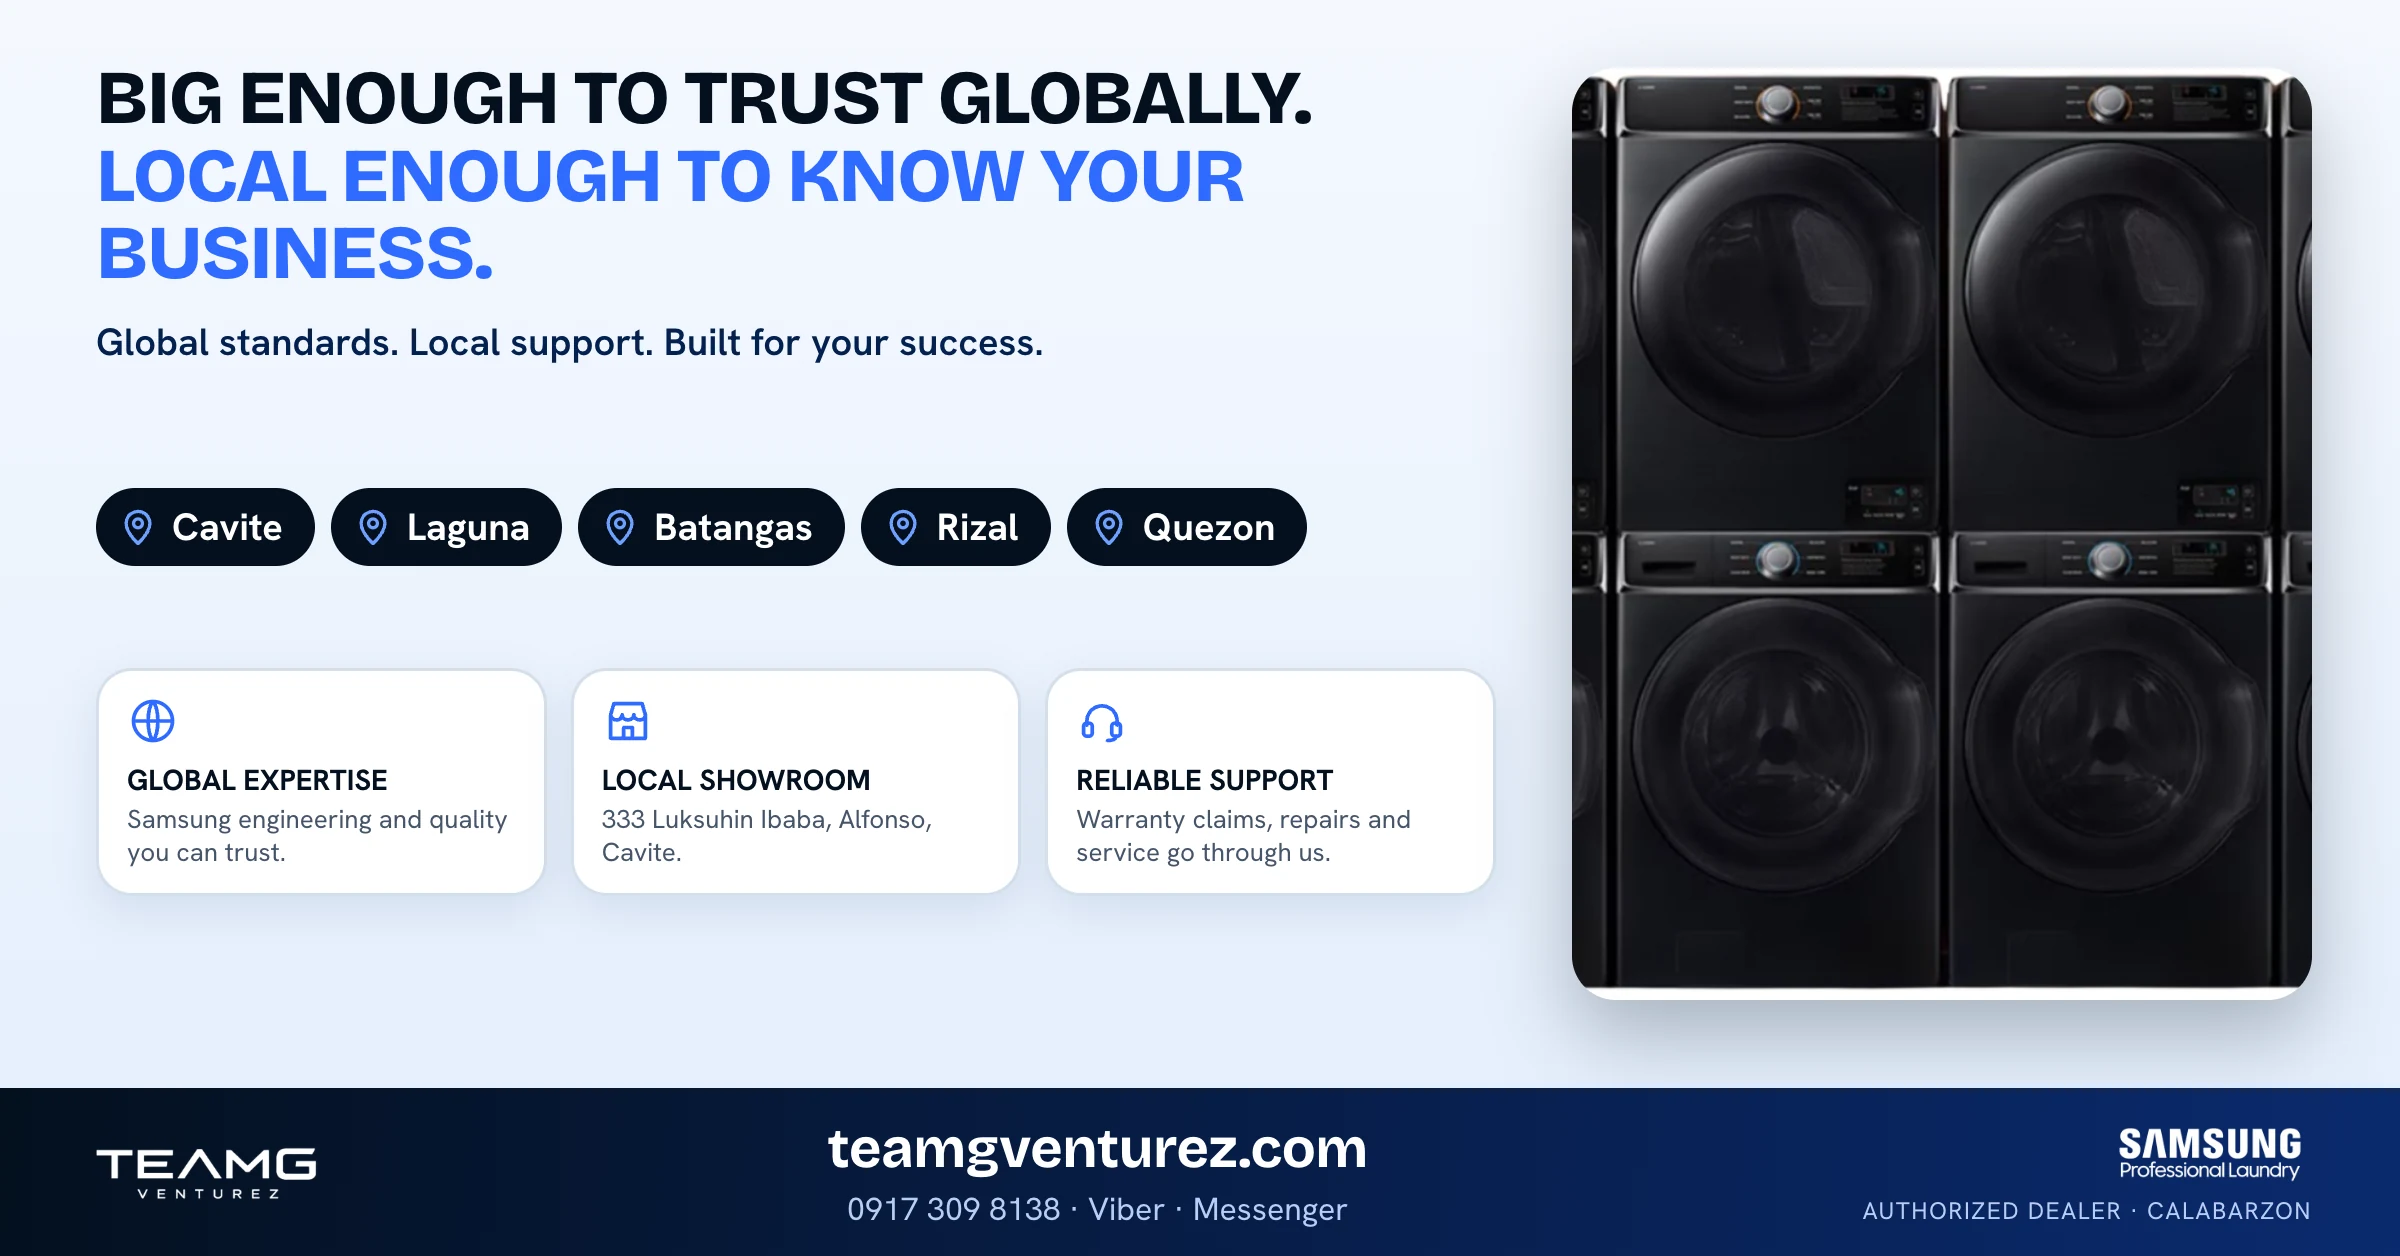 BIG ENOUGH TO TRUST GLOBALLY.
LOCAL ENOUGH TO KNOW YOUR
BUSINESS.
Global standards. Local support. Built for your success.
Cavite
Laguna
Batangas
Rizal
Quezon
GLOBAL EXPERTISE
Samsung engineering and quality
you can trust.
LOCAL SHOWROOM
333 Luksuhin Ibaba, Alfonso,
Cavite.
RELIABLE SUPPORT
Warranty claims, repairs and
service go through us.
TEAMG
VENTUREZ
teamgventurez.com
0917 309 8138 · Viber · Messenger
SAMSUNG
Professional Laundry
AUTHORIZED DEALER · CALABARZON